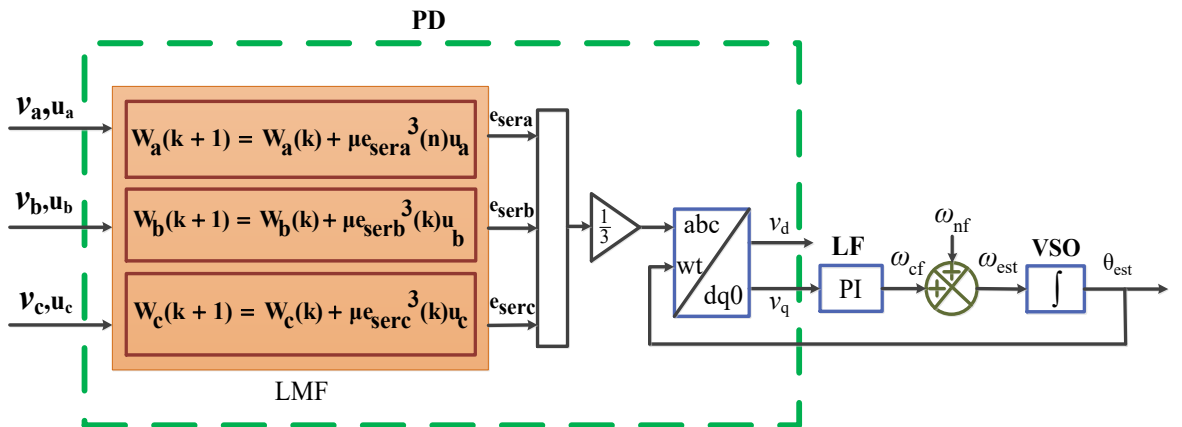 PD
v_a,u_a
W_a(k + 1) = W_a(k) + μe_sera^3(n)u_a
e_sera
v_b,u_b
W_b(k + 1) = W_b(k) + μe_serb^3(k)u_b
e_serb
v_c,u_c
W_c(k + 1) = W_c(k) + μe_serc^3(k)u_c
e_serc
LMF
1/3
abc
wt
dq0
v_d
v_q
LF
PI
ω_cf
ω_nf
+
+
ω_est
VSO
∫
θ_est